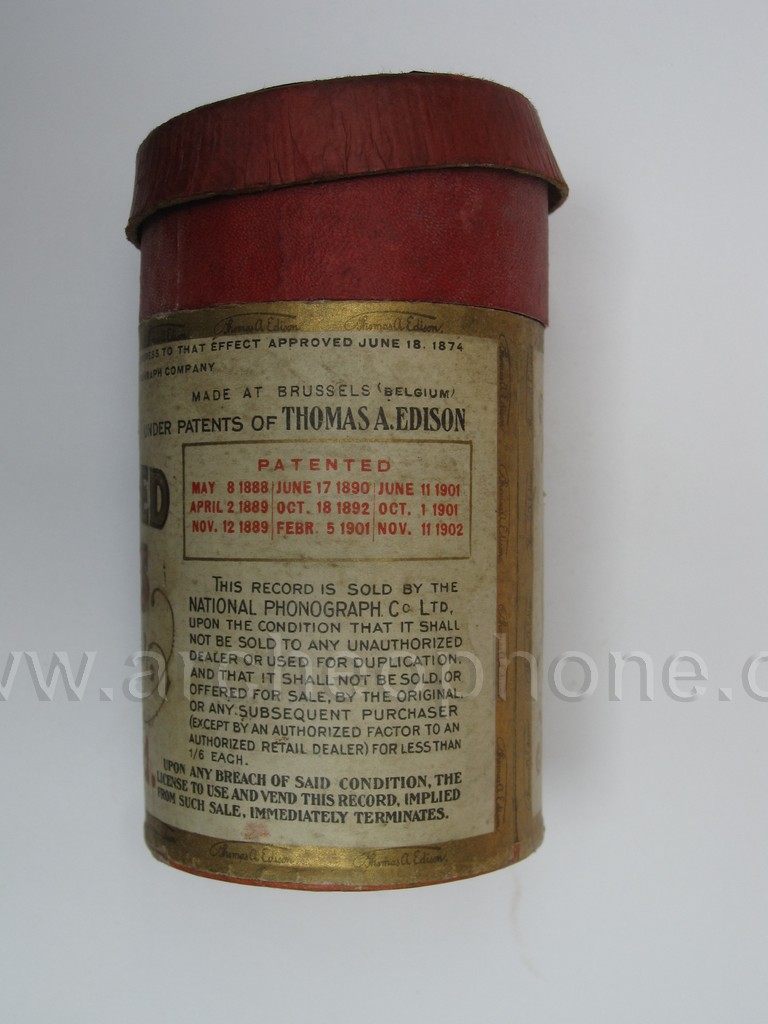 Thomas A Edison Thomas A Edison.
TO THAT EFFECT APPROVED JUNE 18. 1874
COMPANY
MADE AT BRUSSELS (BELGIUM)
UNDER PATENTS OF THOMAS A. EDISON
ED
PATENTED
MAY 8 1888 JUNE 17 1890 JUNE 11 1901
APRIL 2 1889 OCT. 18 1892 OCT. 1 1901
NOV. 12 1889 FEBR. 5 1901 NOV. 11 1902
THIS RECORD IS SOLD BY THE
NATIONAL PHONOGRAPH. Co LTD,
UPON THE CONDITION THAT IT SHALL
NOT BE SOLD TO ANY UNAUTHORIZED
DEALER OR USED FOR DUPLICATION.
AND THAT IT SHALL NOT BE SOLD, OR
OFFERED FOR SALE, BY THE ORIGINAL,
OR ANY SUBSEQUENT PURCHASER
(EXCEPT BY AN AUTHORIZED FACTOR TO AN
AUTHORIZED RETAIL DEALER) FOR LESS THAN
1/6 EACH.
UPON ANY BREACH OF SAID CONDITION, THE
LICENSE TO USE AND VEND THIS RECORD, IMPLIED
FROM SUCH SALE, IMMEDIATELY TERMINATES.
Thomas A Edison Thomas A Edison.